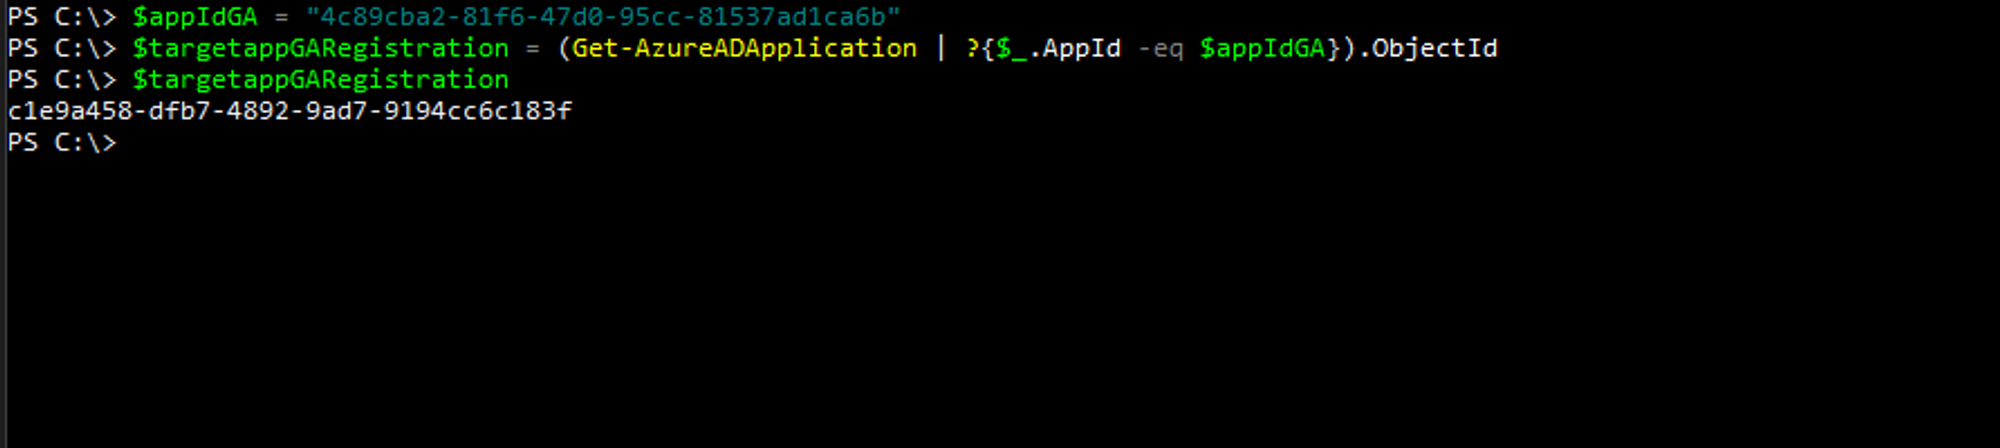 PS C:\> $appIdGA = "4c89cba2-81f6-47d0-95cc-81537ad1ca6b"
PS C:\> $targetappGARegistration = (Get-AzureADApplication | ?{$_.AppId -eq $appIdGA}).ObjectId
PS C:\> $targetappGARegistration
c1e9a458-dfb7-4892-9ad7-9194cc6c183f
PS C:\>